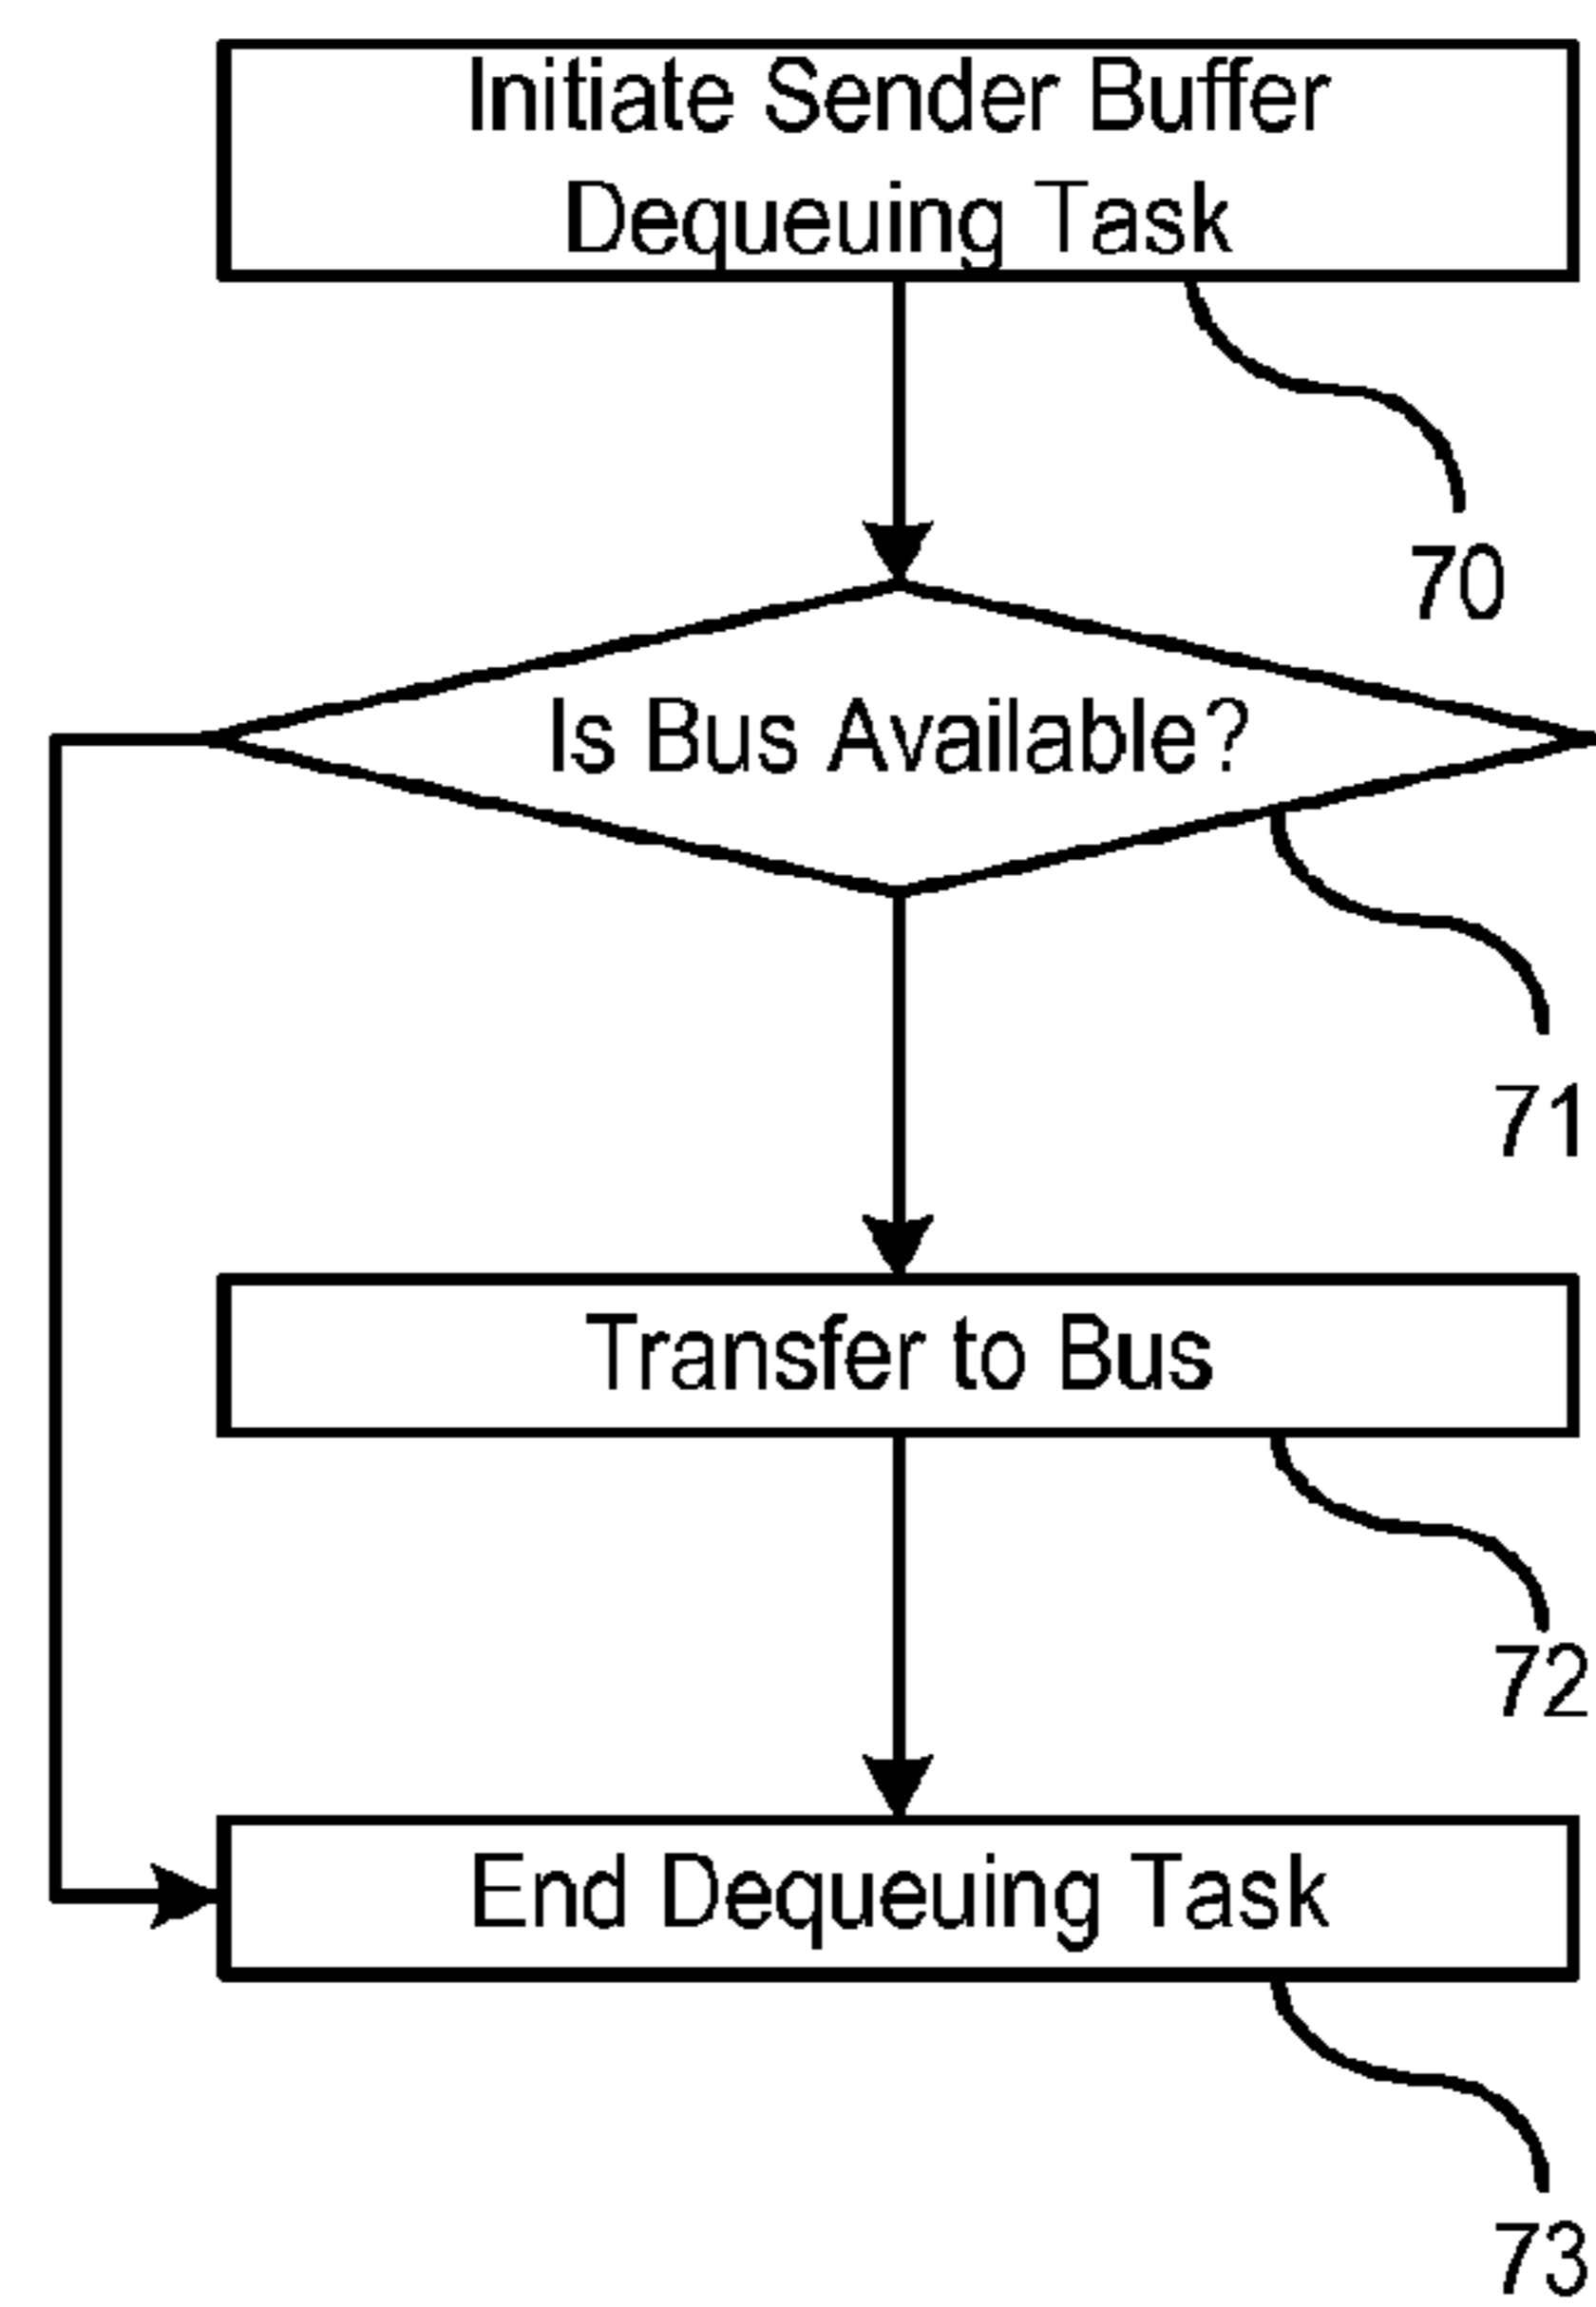 Initiate Sender Buffer
Dequeuing Task
70
Is Bus Available?
71
Transfer to Bus
72
End Dequeuing Task
73